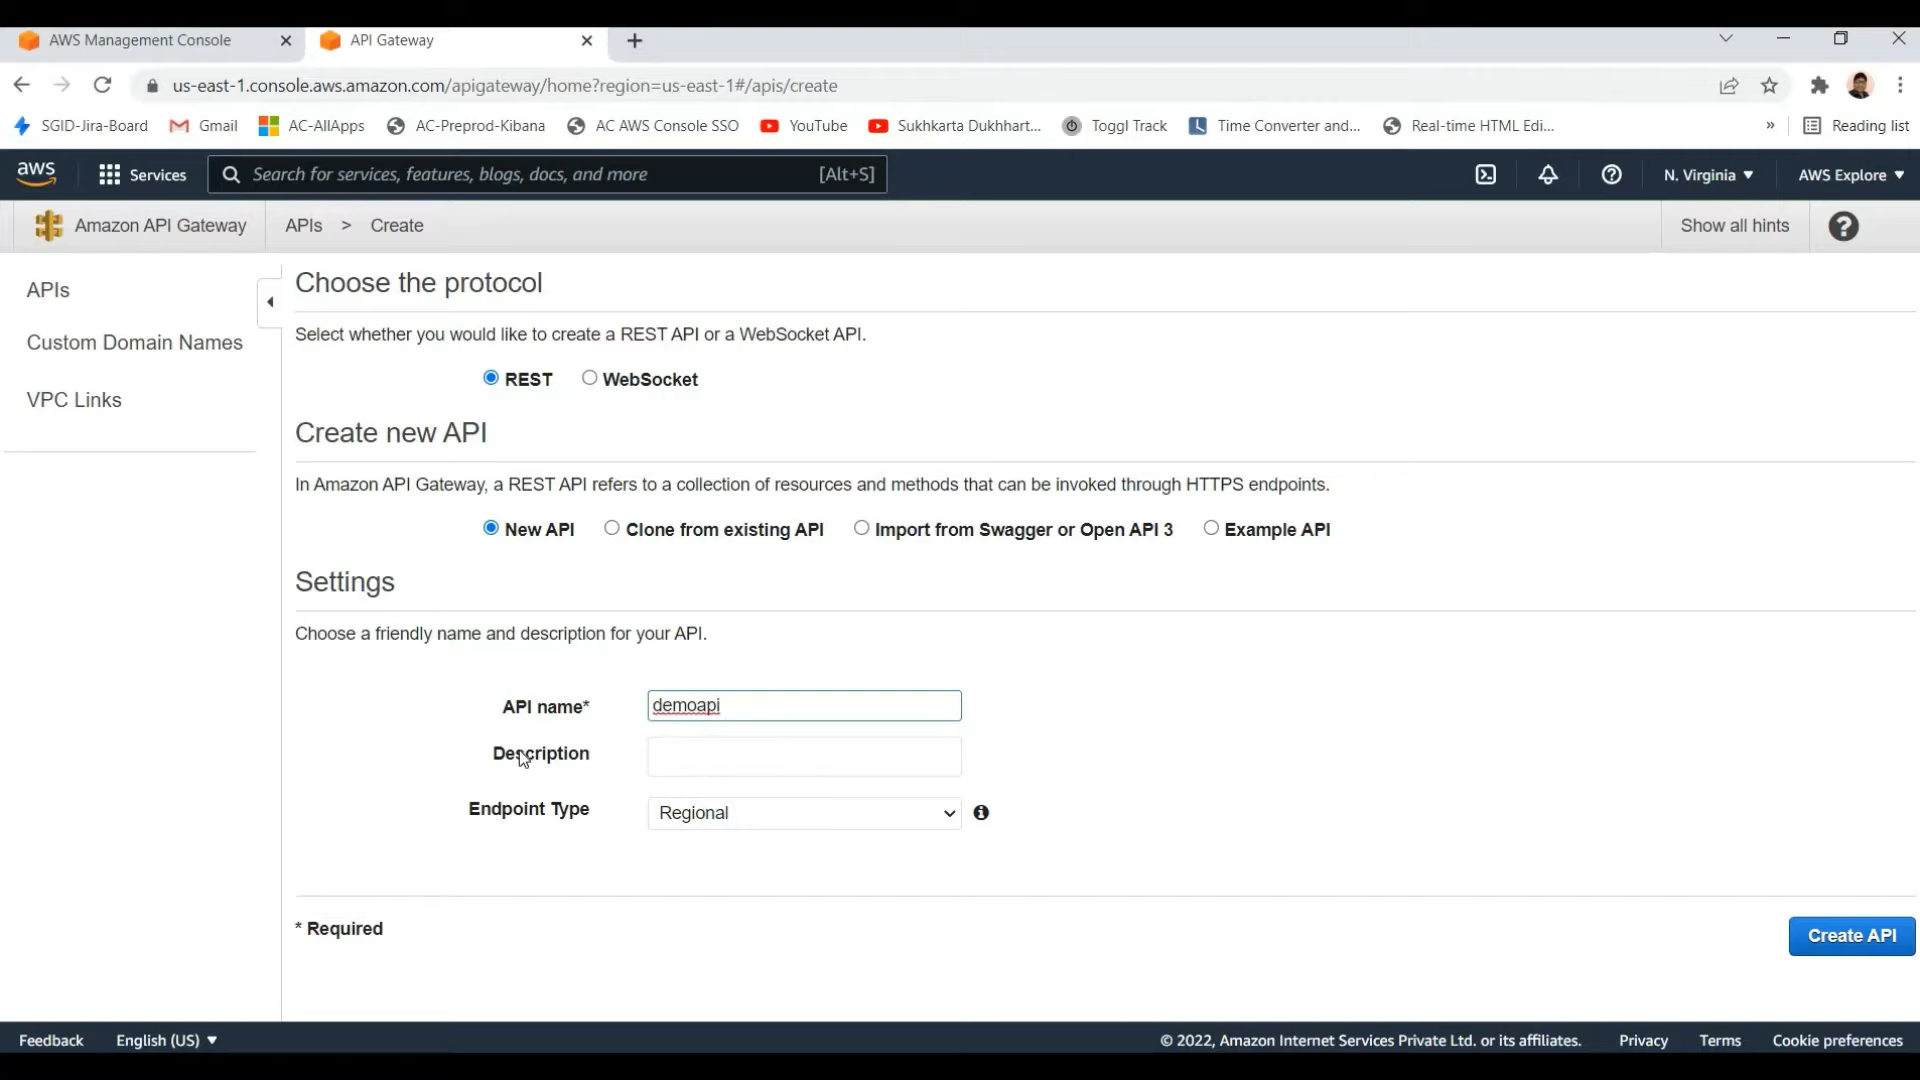 AWS Management Console
API Gateway
us-east-1.console.aws.amazon.com/apigateway/home?region=us-east-1#/apis/create
SGID-Jira-Board Gmail AC-AllApps AC-Preprod-Kibana AC AWS Console SSO YouTube Sukhkarta Dukhhart... Toggl Track Time Converter and... Real-time HTML Edi... » Reading list
aws Services Search for services, features, blogs, docs, and more [Alt+S] N. Virginia AWS Explore
Amazon API Gateway APIs > Create Show all hints
APIs
Custom Domain Names
VPC Links
Choose the protocol
Select whether you would like to create a REST API or a WebSocket API.
REST WebSocket
Create new API
In Amazon API Gateway, a REST API refers to a collection of resources and methods that can be invoked through HTTPS endpoints.
New API Clone from existing API Import from Swagger or Open API 3 Example API
Settings
Choose a friendly name and description for your API.
API name* demoapi
Description
Endpoint Type Regional
* Required
Create API
Feedback English (US) © 2022, Amazon Internet Services Private Ltd. or its affiliates. Privacy Terms Cookie preferences